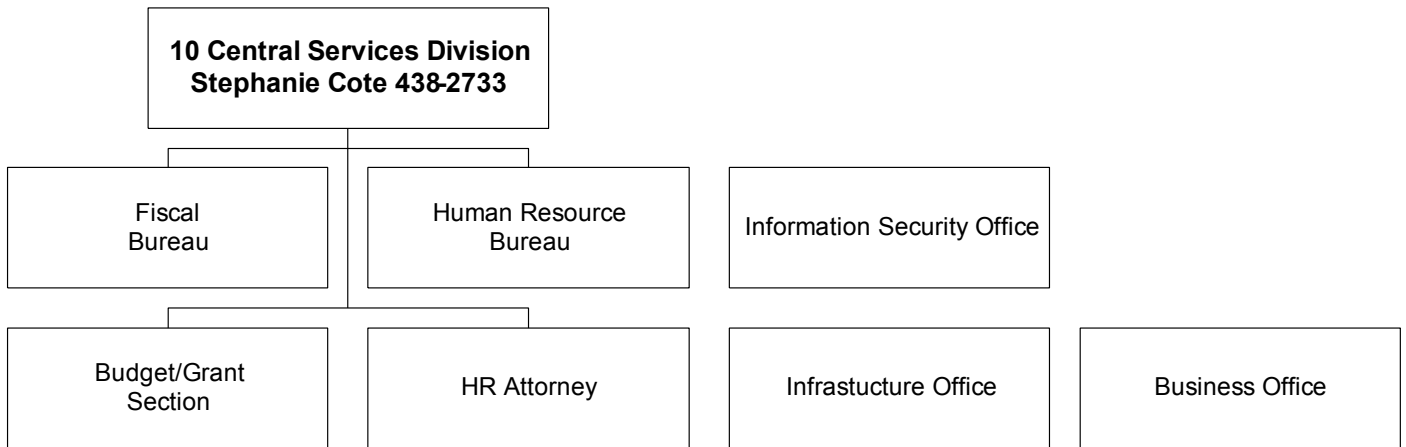 10 Central Services Division
Stephanie Cote 438-2733
Fiscal
Bureau
Human Resource
Bureau
Information Security Office
Budget/Grant
Section
HR Attorney
Infrastucture Office
Business Office